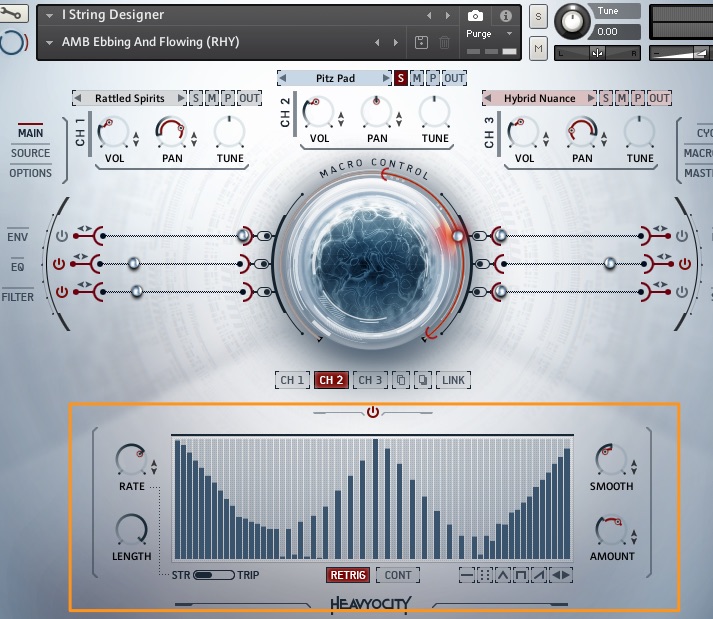 I String Designer
S
Tune
AMB Ebbing And Flowing (RHY)
Purge
M
0.00
L R
Pitz Pad S M P OUT
Rattled Spirits S M P OUT
Hybrid Nuance S M P OUT
CH 1 VOL PAN TUNE
CH 2 VOL PAN TUNE
CH 3 VOL PAN TUNE
MAIN
SOURCE
OPTIONS
MACRO CONTROL
ENV
EQ
FILTER
CH 1 CH 2 CH 3 LINK
RATE
SMOOTH
LENGTH
AMOUNT
STR TRIP RETRIG CONT
HEAVYOCITY